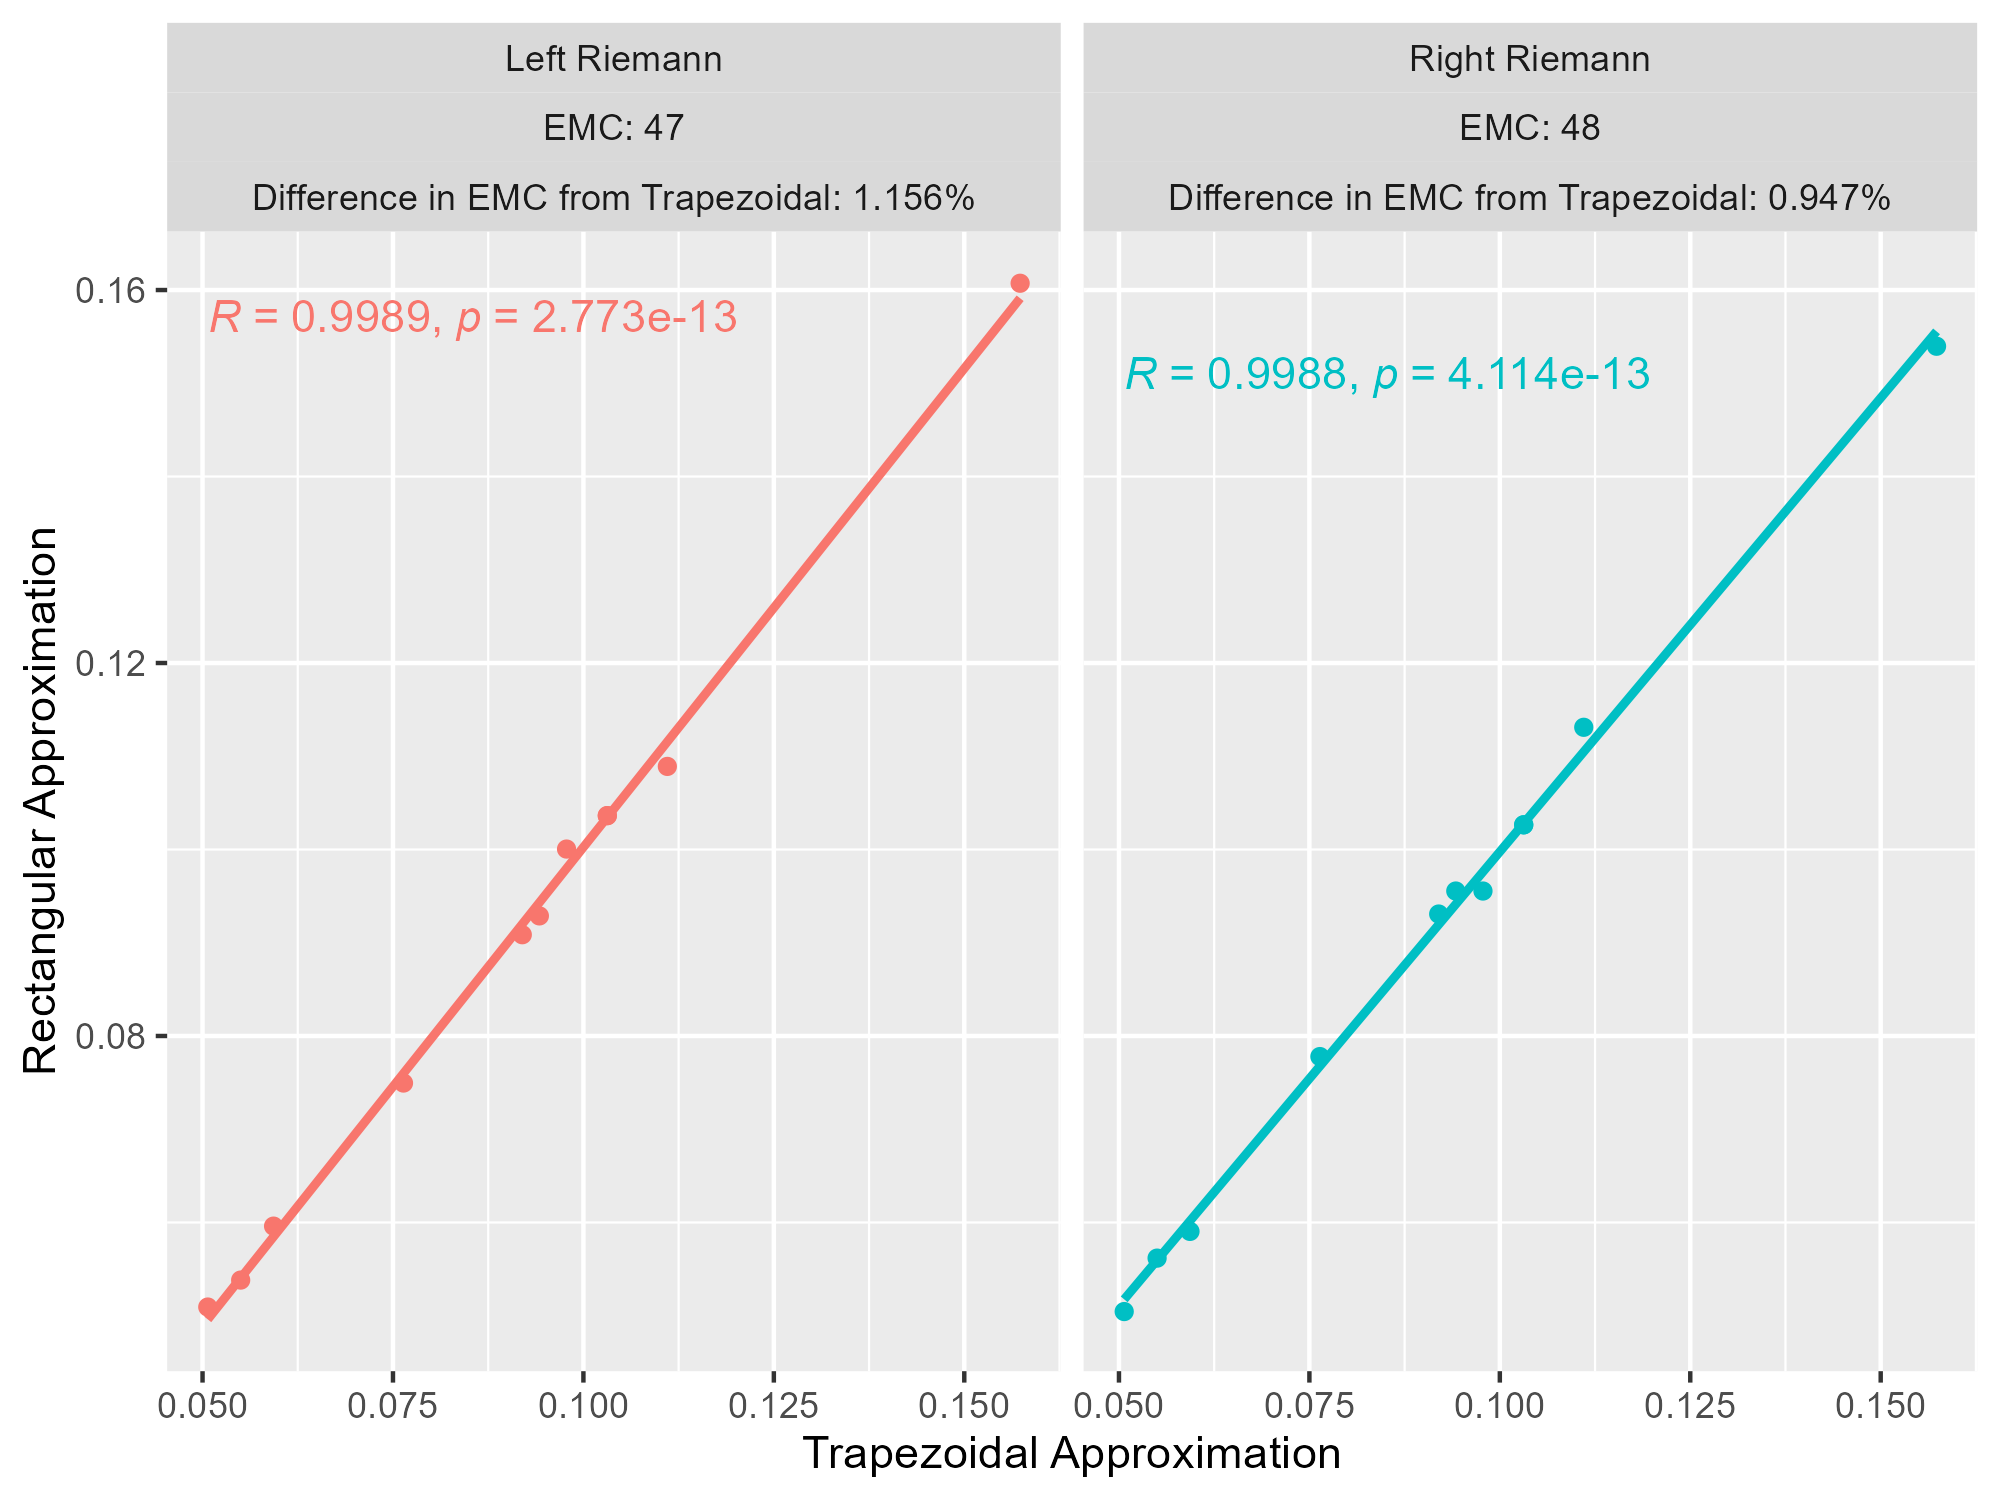 Left Riemann
EMC: 47
Difference in EMC from Trapezoidal: 1.156%
Right Riemann
EMC: 48
Difference in EMC from Trapezoidal: 0.947%
R = 0.9989, p = 2.773e-13
R = 0.9988, p = 4.114e-13
Rectangular Approximation
0.16
0.12
0.08
0.050 0.075 0.100 0.125 0.150
0.050 0.075 0.100 0.125 0.150
Trapezoidal Approximation